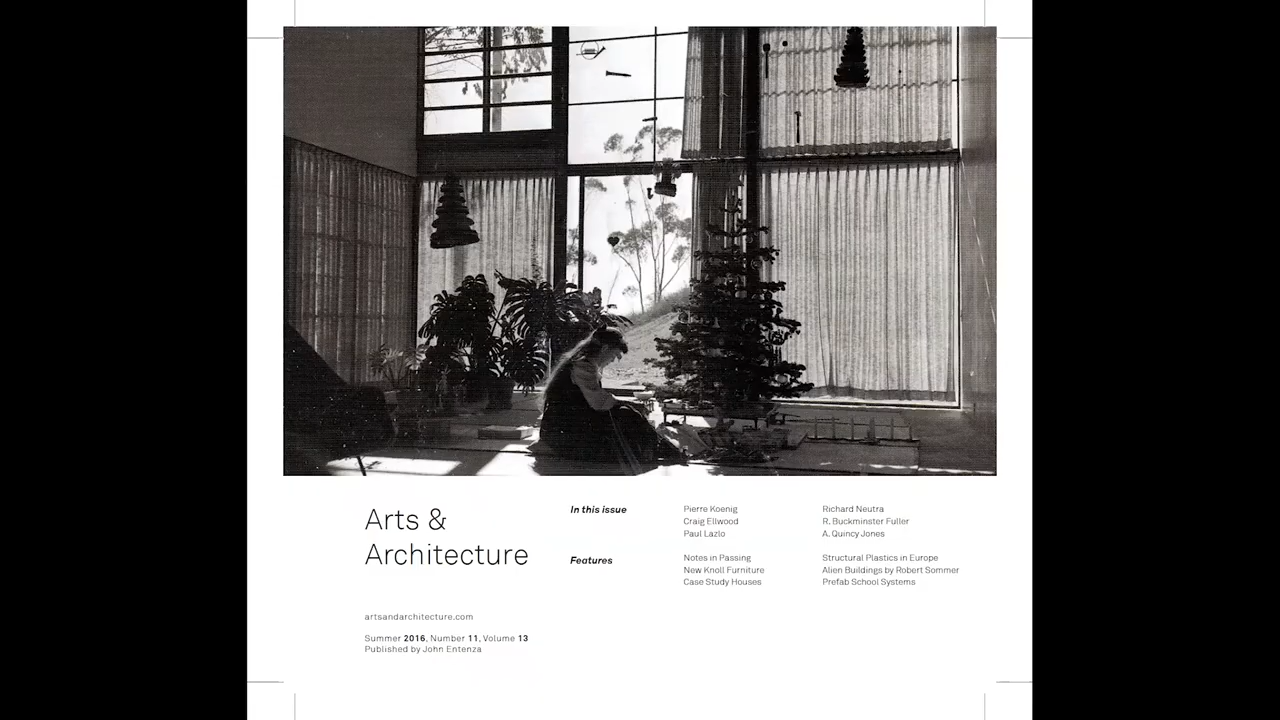 Arts &
Architecture
In this issue
Pierre Koenig
Craig Ellwood
Paul Lazlo
Richard Neutra
R. Buckminster Fuller
A. Quincy Jones
Features
Notes in Passing
New Knoll Furniture
Case Study Houses
Structural Plastics in Europe
Alien Buildings by Robert Sommer
Prefab School Systems
artsandarchitecture.com
Summer 2016, Number 11, Volume 13
Published by John Entenza